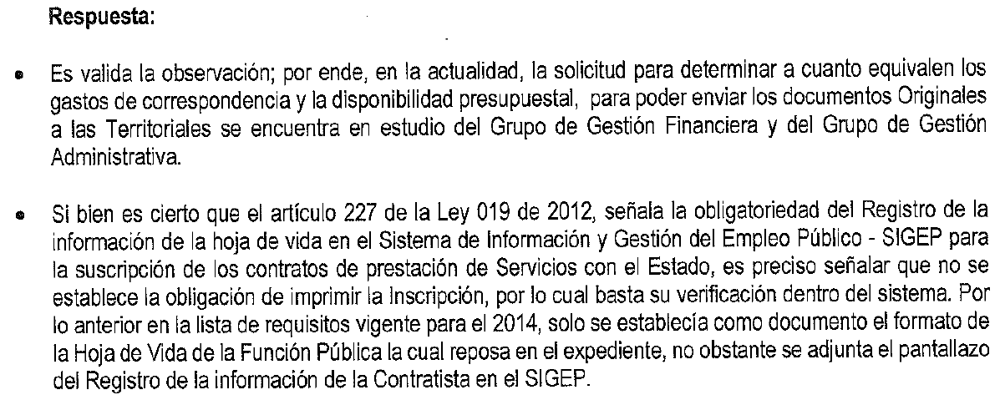 Respuesta:
• Es valida la observación; por ende, en la actualidad, la solicitud para determinar a cuanto equivalen los
gastos de correspondencia y la disponibilidad presupuestal, para poder enviar los documentos Originales
a las Territoriales se encuentra en estudio del Grupo de Gestión Financiera y del Grupo de Gestión
Administrativa.
• Si bien es cierto que el artículo 227 de la Ley 019 de 2012, señala la obligatoriedad del Registro de la
información de la hoja de vida en el Sistema de Información y Gestión del Empleo Público - SIGEP para
la suscripción de los contratos de prestación de Servicios con el Estado, es preciso señalar que no se
establece la obligación de imprimir la Inscripción, por lo cual basta su verificación dentro del sistema. Por
lo anterior en la lista de requisitos vigente para el 2014, solo se establecía como documento el formato de
la Hoja de Vida de la Función Pública la cual reposa en el expediente, no obstante se adjunta el pantallazo
del Registro de la información de la Contratista en el SIGEP.